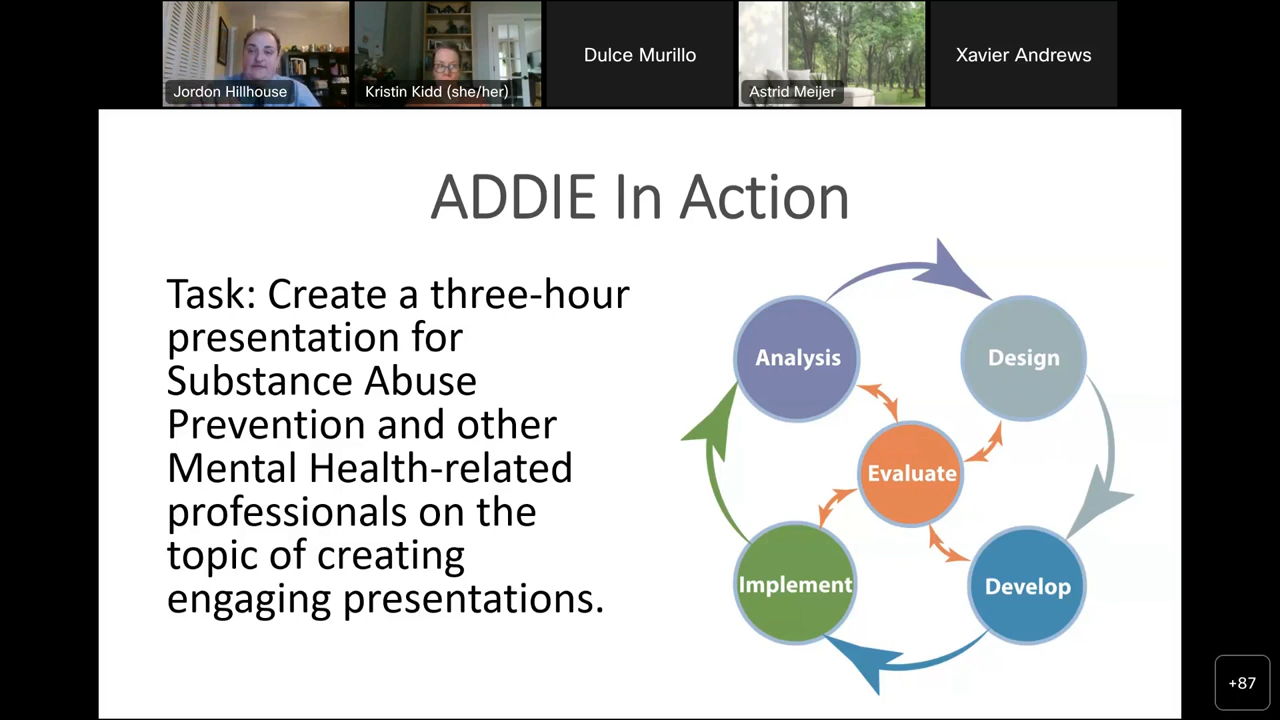 Jordon Hillhouse
Kristin Kidd (she/her)
Dulce Murillo
Astrid Meijer
Xavier Andrews
ADDIE In Action
Task: Create a three-hour
presentation for
Substance Abuse
Prevention and other
Mental Health-related
professionals on the
topic of creating
engaging presentations.
Analysis
Design
Evaluate
Implement
Develop
+87